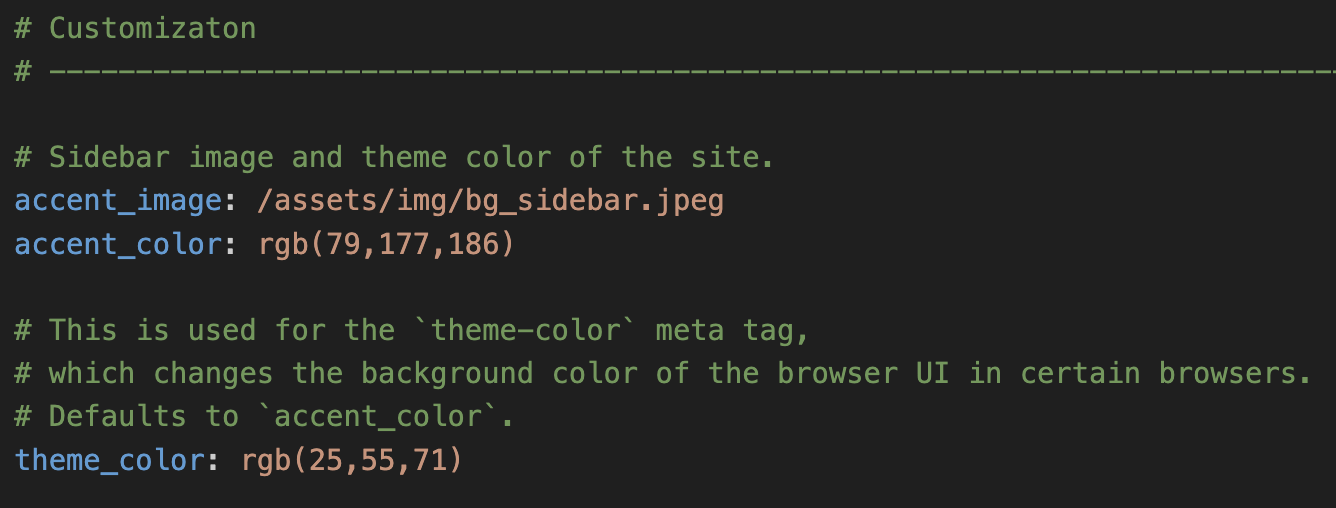 # Customizaton
# --------------------------------------------------------------------------
# Sidebar image and theme color of the site.
accent_image: /assets/img/bg_sidebar.jpeg
accent_color: rgb(79,177,186)
# This is used for the `theme-color` meta tag,
# which changes the background color of the browser UI in certain browsers.
# Defaults to `accent_color`.
theme_color: rgb(25,55,71)